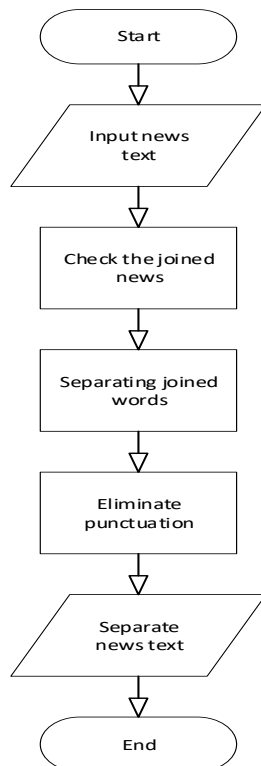 Start
Input news
text
Check the joined
news
Separating joined
words
Eliminate
punctuation
Separate
news text
End